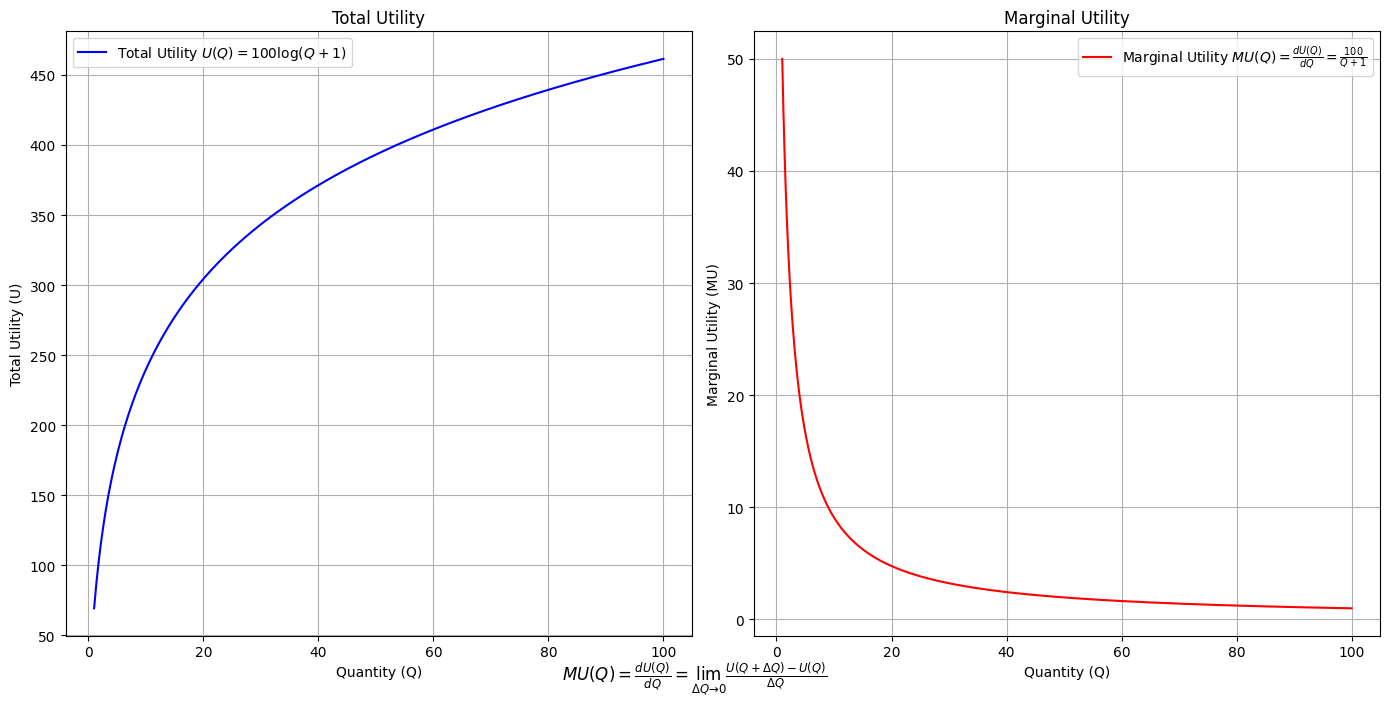 Total Utility
Total Utility U(Q) = 100log(Q + 1)
450
400
350
300
250
200
150
100
50
Total Utility (U)
0 20 40 60 80 100
Quantity (Q)
Marginal Utility
Marginal Utility MU(Q) = dU(Q)/dQ = 100/Q + 1
50
40
30
20
10
0
Marginal Utility (MU)
0 20 40 60 80 100
Quantity (Q)
MU(Q) = dU(Q)/dQ = lim ΔQ→0 U(Q + ΔQ) − U(Q)/ΔQ